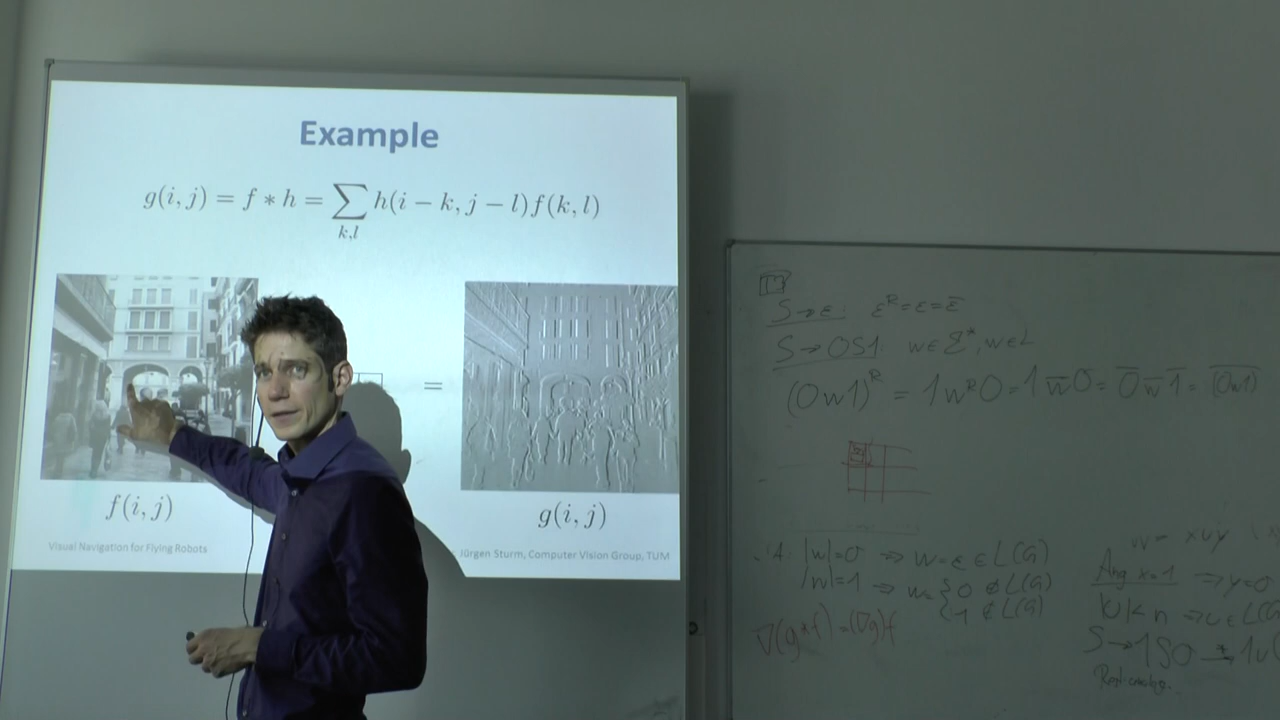 Example
g(i, j) = f ∗ h = ∑ h(i − k, j − l)f(k, l)
k,l
=
f(i, j)
g(i, j)
Visual Navigation for Flying Robots
Jürgen Sturm, Computer Vision Group, TUM
S→ε: ε^R=ε=ε̅
S→0S1: w∈Σ*, w∈L
(0w1)^R = 1w^R0 = 1w̅0 = 0̅w̅1̅ = (0w1)̅
|w|=0 ⇒ w=ε∈L(G)
|w|=1 ⇒ w={0 ∉L(G)
{1 ∉L(G)
∇(g*f)=(∇g)f
w= xuy
Ang x=1 ⇒y=0
|u|<n ⇒u∈L(G
S→1S0 →* 1u